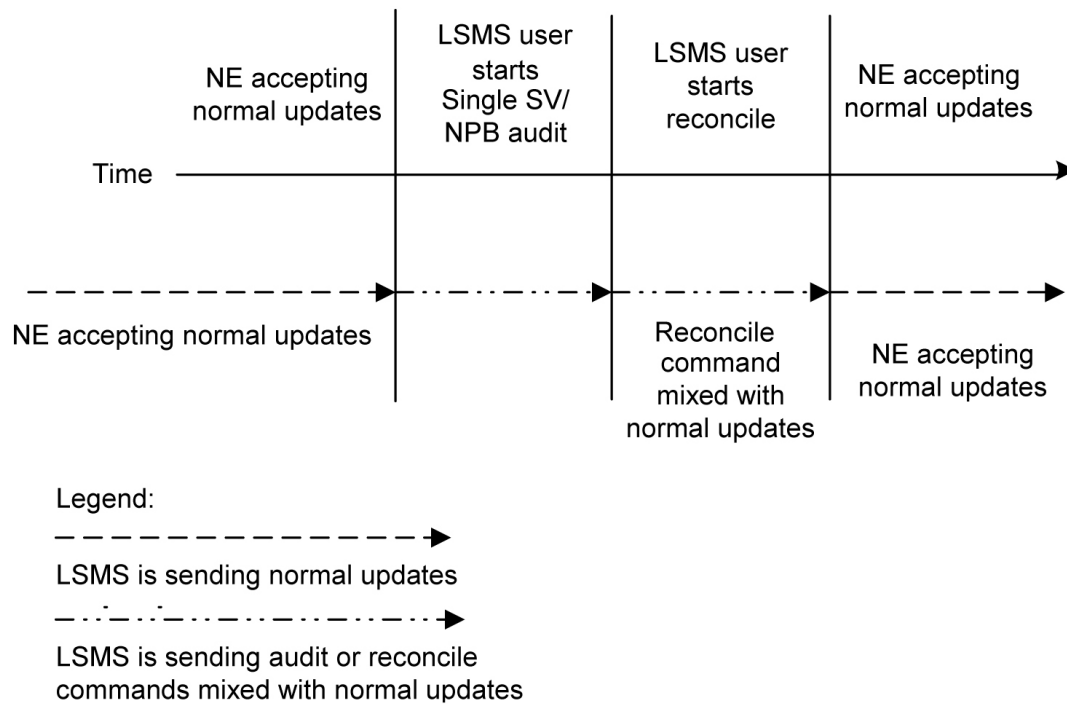 NE accepting
normal updates
LSMS user
starts
Single SV/
NPB audit
LSMS user
starts
reconcile
NE accepting
normal updates
Time
NE accepting normal updates
Reconcile
command
mixed with
normal updates
NE accepting
normal updates
Legend:
LSMS is sending normal updates
LSMS is sending audit or reconcile
commands mixed with normal updates